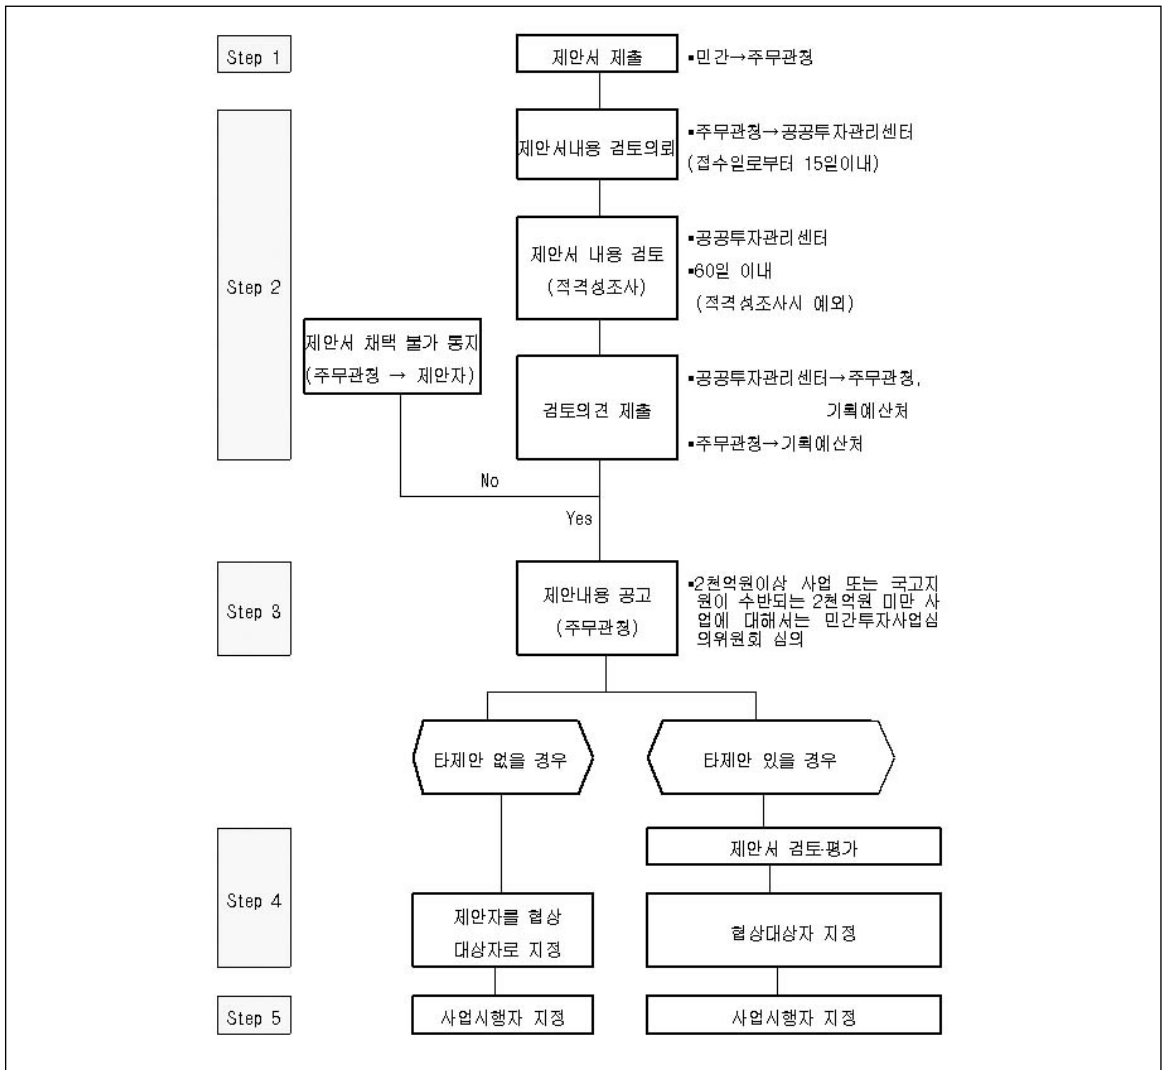 Step 1
제안서 제출
▪민간→주무관청
제안서내용 검토의뢰
▪주무관청→공공투자관리센터
(접수일로부터 15일이내)
Step 2
제안서 내용 검토
(적격성조사)
▪공공투자관리센터
▪60일 이내
(적격성조사시 예외)
제안서 채택 불가 통지
(주무관청 → 제안자)
검토의견 제출
▪공공투자관리센터→주무관청,
기획예산처
▪주무관청→기획예산처
No
Yes
Step 3
제안내용 공고
(주무관청)
▪2천억원이상 사업 또는 국고지
원이 수반되는 2천억원 미만 사
업에 대해서는 민간투자사업심
의위원회 심의
타제안 없을 경우
타제안 있을 경우
제안서 검토·평가
Step 4
제안자를 협상
대상자로 지정
협상대상자 지정
Step 5
사업시행자 지정
사업시행자 지정